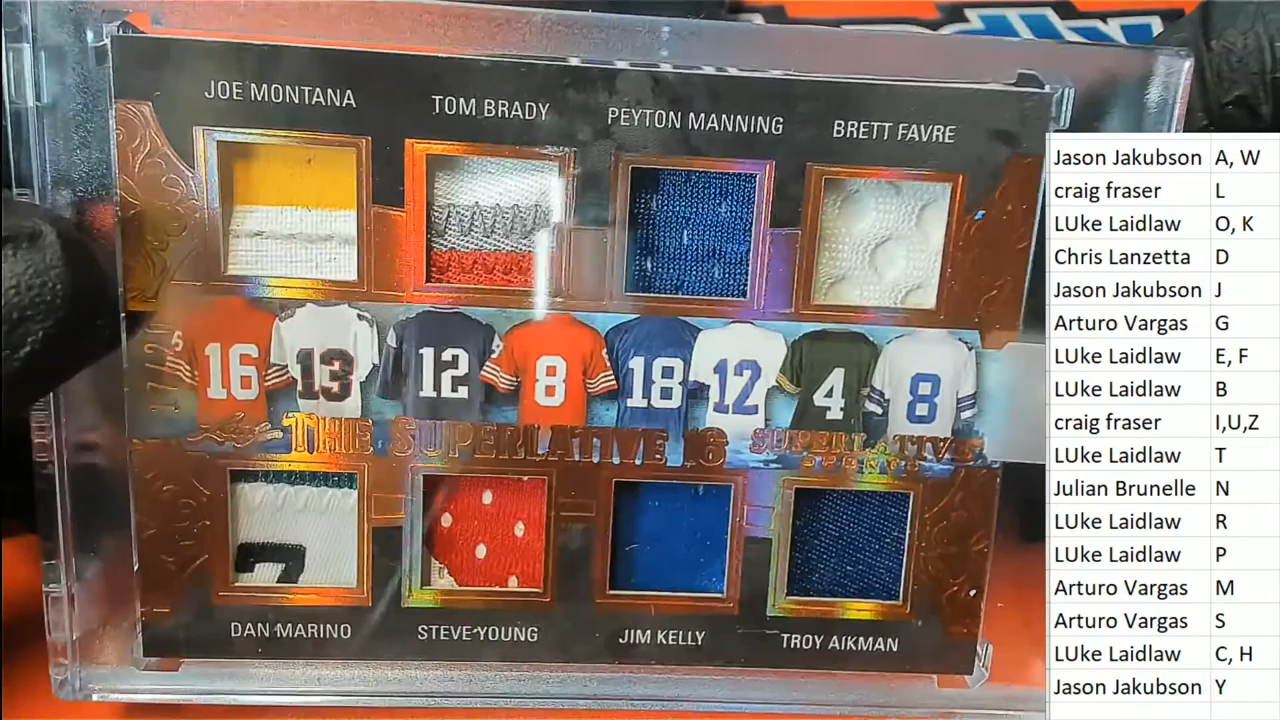 JOE MONTANA
TOM BRADY
PEYTON MANNING
BRETT FAVRE
16 13 12 8 18 12 4 8
THE SUPERLATIVE 16
DAN MARINO
STEVE YOUNG
JIM KELLY
TROY AIKMAN
Jason Jakubson A, W
craig fraser L
LUke Laidlaw O, K
Chris Lanzetta D
Jason Jakubson J
Arturo Vargas G
LUke Laidlaw E, F
LUke Laidlaw B
craig fraser I,U,Z
LUke Laidlaw T
Julian Brunelle N
LUke Laidlaw R
LUke Laidlaw P
Arturo Vargas M
Arturo Vargas S
LUke Laidlaw C, H
Jason Jakubson Y